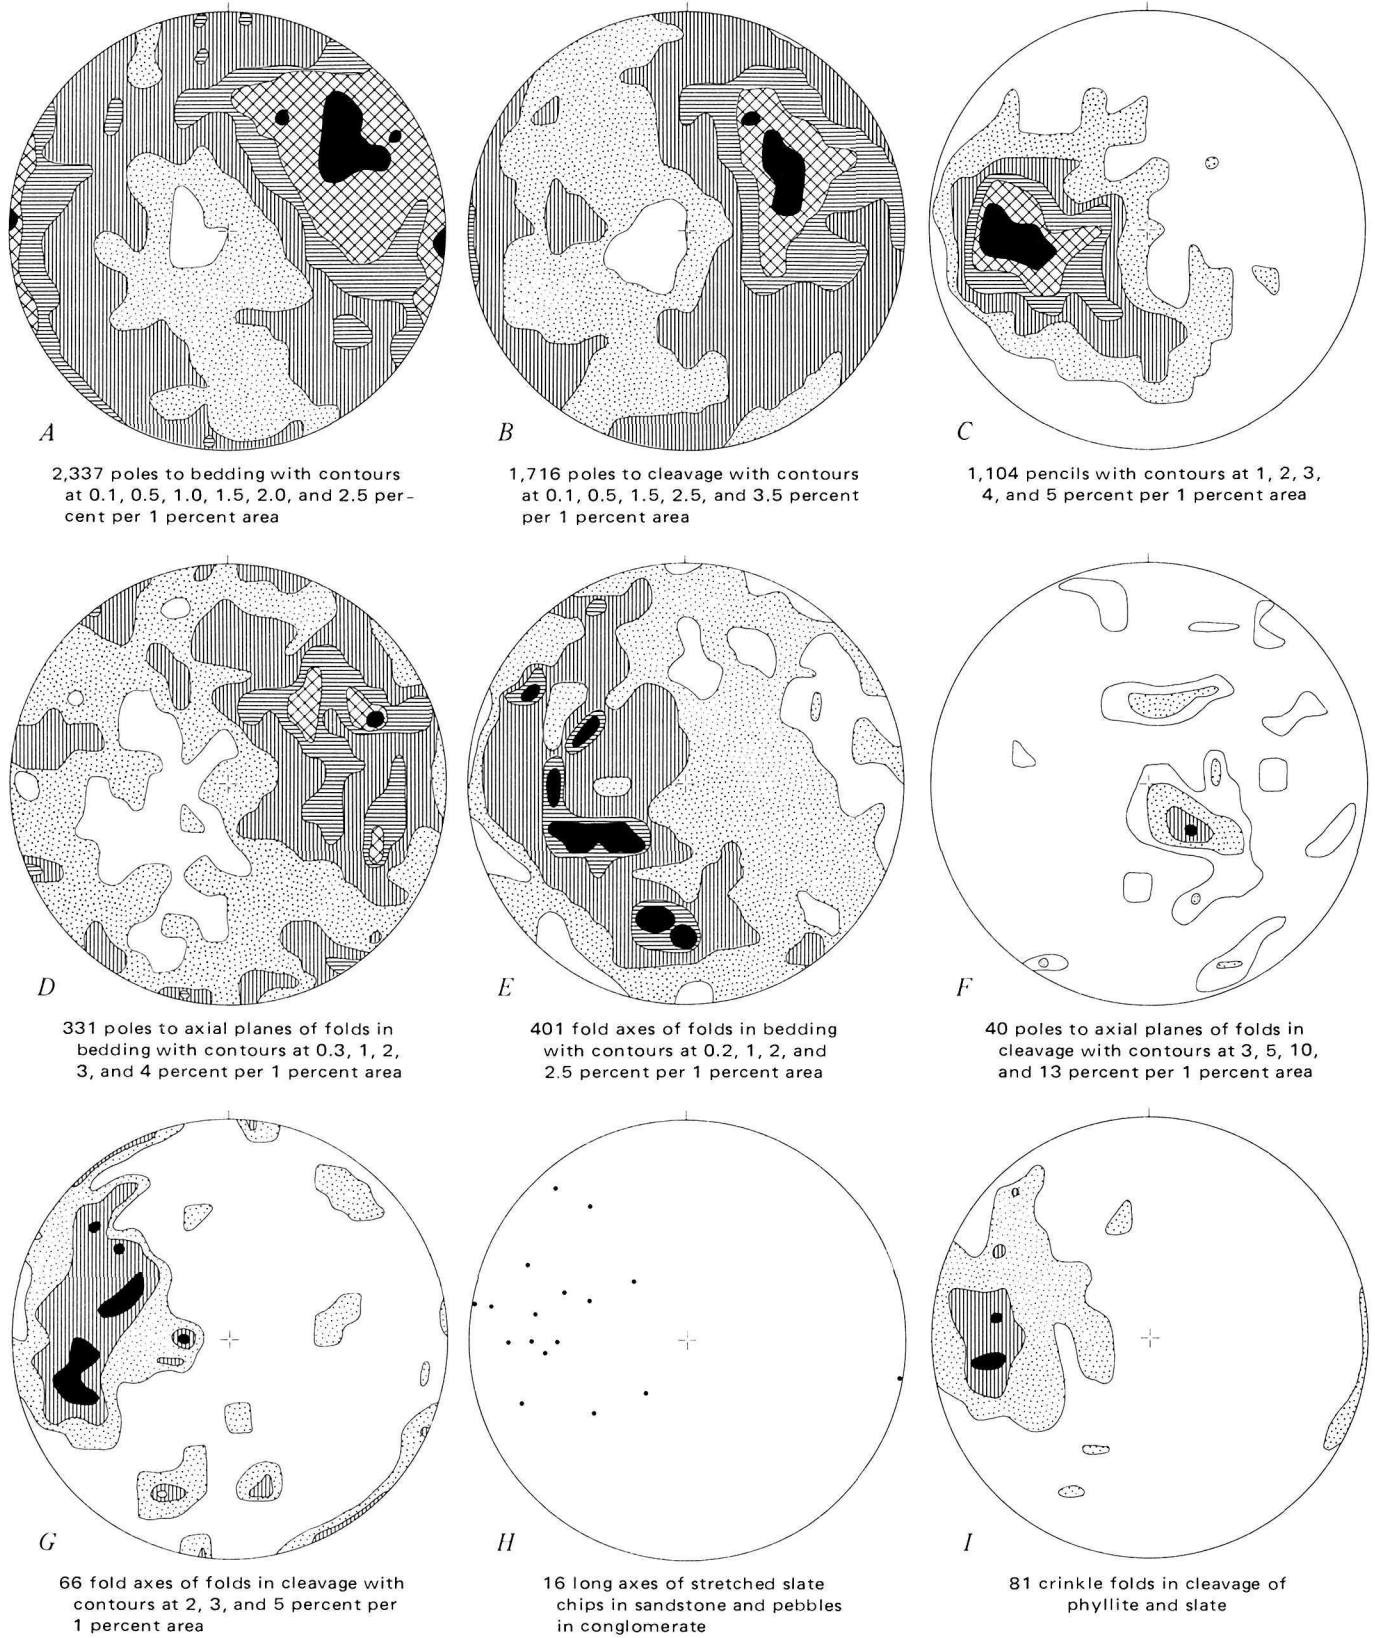 A
2,337 poles to bedding with contours
at 0.1, 0.5, 1.0, 1.5, 2.0, and 2.5 per-
cent per 1 percent area
B
1,716 poles to cleavage with contours
at 0.1, 0.5, 1.5, 2.5, and 3.5 percent
per 1 percent area
C
1,104 pencils with contours at 1, 2, 3,
4, and 5 percent per 1 percent area
D
331 poles to axial planes of folds in
bedding with contours at 0.3, 1, 2,
3, and 4 percent per 1 percent area
E
401 fold axes of folds in bedding
with contours at 0.2, 1, 2, and
2.5 percent per 1 percent area
F
40 poles to axial planes of folds in
cleavage with contours at 3, 5, 10,
and 13 percent per 1 percent area
G
66 fold axes of folds in cleavage with
contours at 2, 3, and 5 percent per
1 percent area
H
16 long axes of stretched slate
chips in sandstone and pebbles
in conglomerate
I
81 crinkle folds in cleavage of
phyllite and slate